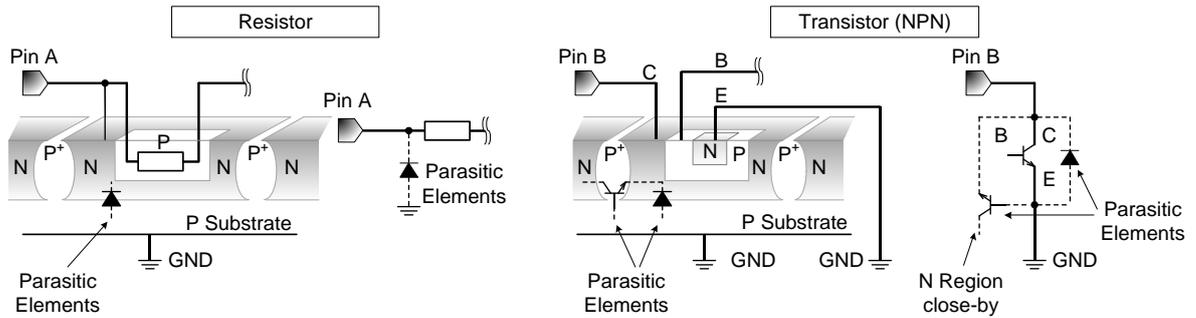 Resistor
Transistor (NPN)
Pin A
Pin A
N
P+
N
P
P+
N
N
Parasitic
Elements
P Substrate
GND
Parasitic
Elements
Pin B
C
B
E
N
P+
N
N
P
P+
N
N
P Substrate
GND
GND
Parasitic
Elements
Pin B
B
C
E
Parasitic
Elements
GND
N Region
close-by